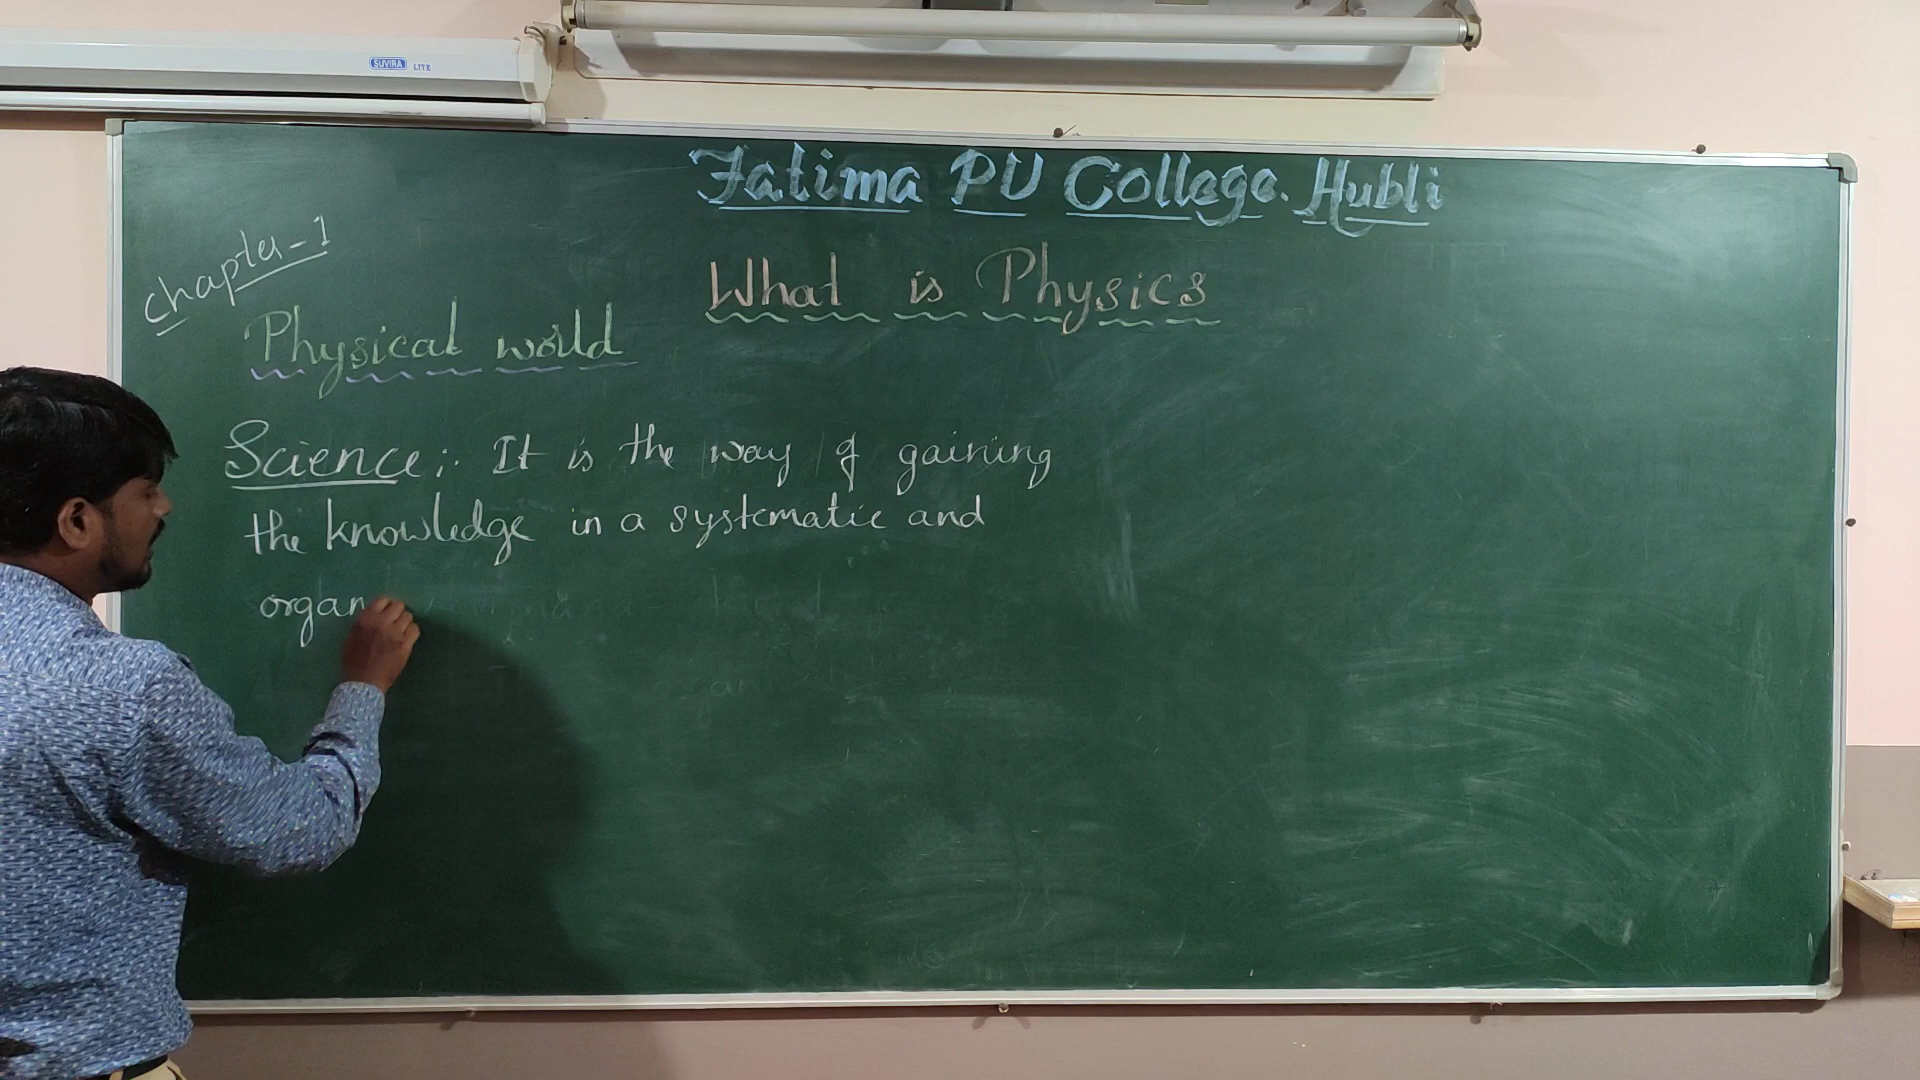 SUVIRA LITE
Fatima PU College. Hubli
Chapter-1
What is Physics
Physical world
Science:. It is the way of gaining
the knowledge in a systematic and
organ